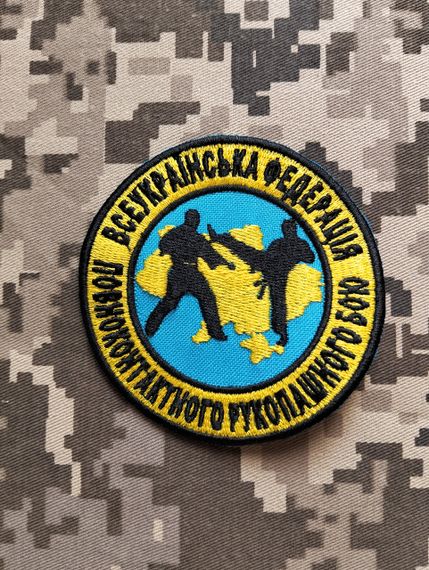 ВСЕУКРАЇНСЬКА ФЕДЕРАЦІЯ
ПОВНОКОНТАКТНОГО РУКОПАШНОГО БОЮ